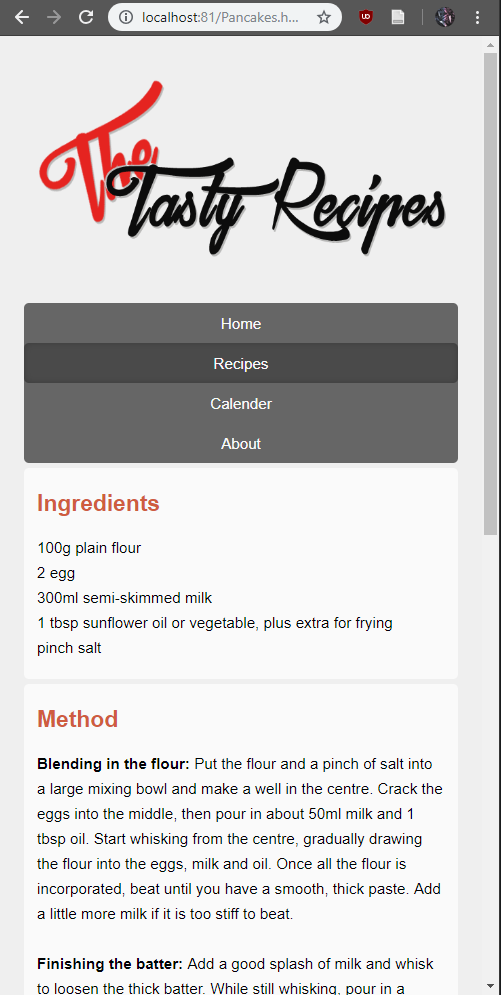 localhost:81/Pancakes.h...
The
Tasty Recipes
Home
Recipes
Calender
About
Ingredients
100g plain flour
2 egg
300ml semi-skimmed milk
1 tbsp sunflower oil or vegetable, plus extra for frying
pinch salt
Method
Blending in the flour: Put the flour and a pinch of salt into
a large mixing bowl and make a well in the centre. Crack the
eggs into the middle, then pour in about 50ml milk and 1
tbsp oil. Start whisking from the centre, gradually drawing
the flour into the eggs, milk and oil. Once all the flour is
incorporated, beat until you have a smooth, thick paste. Add
a little more milk if it is too stiff to beat.
Finishing the batter: Add a good splash of milk and whisk
to loosen the thick batter. While still whisking, pour in a